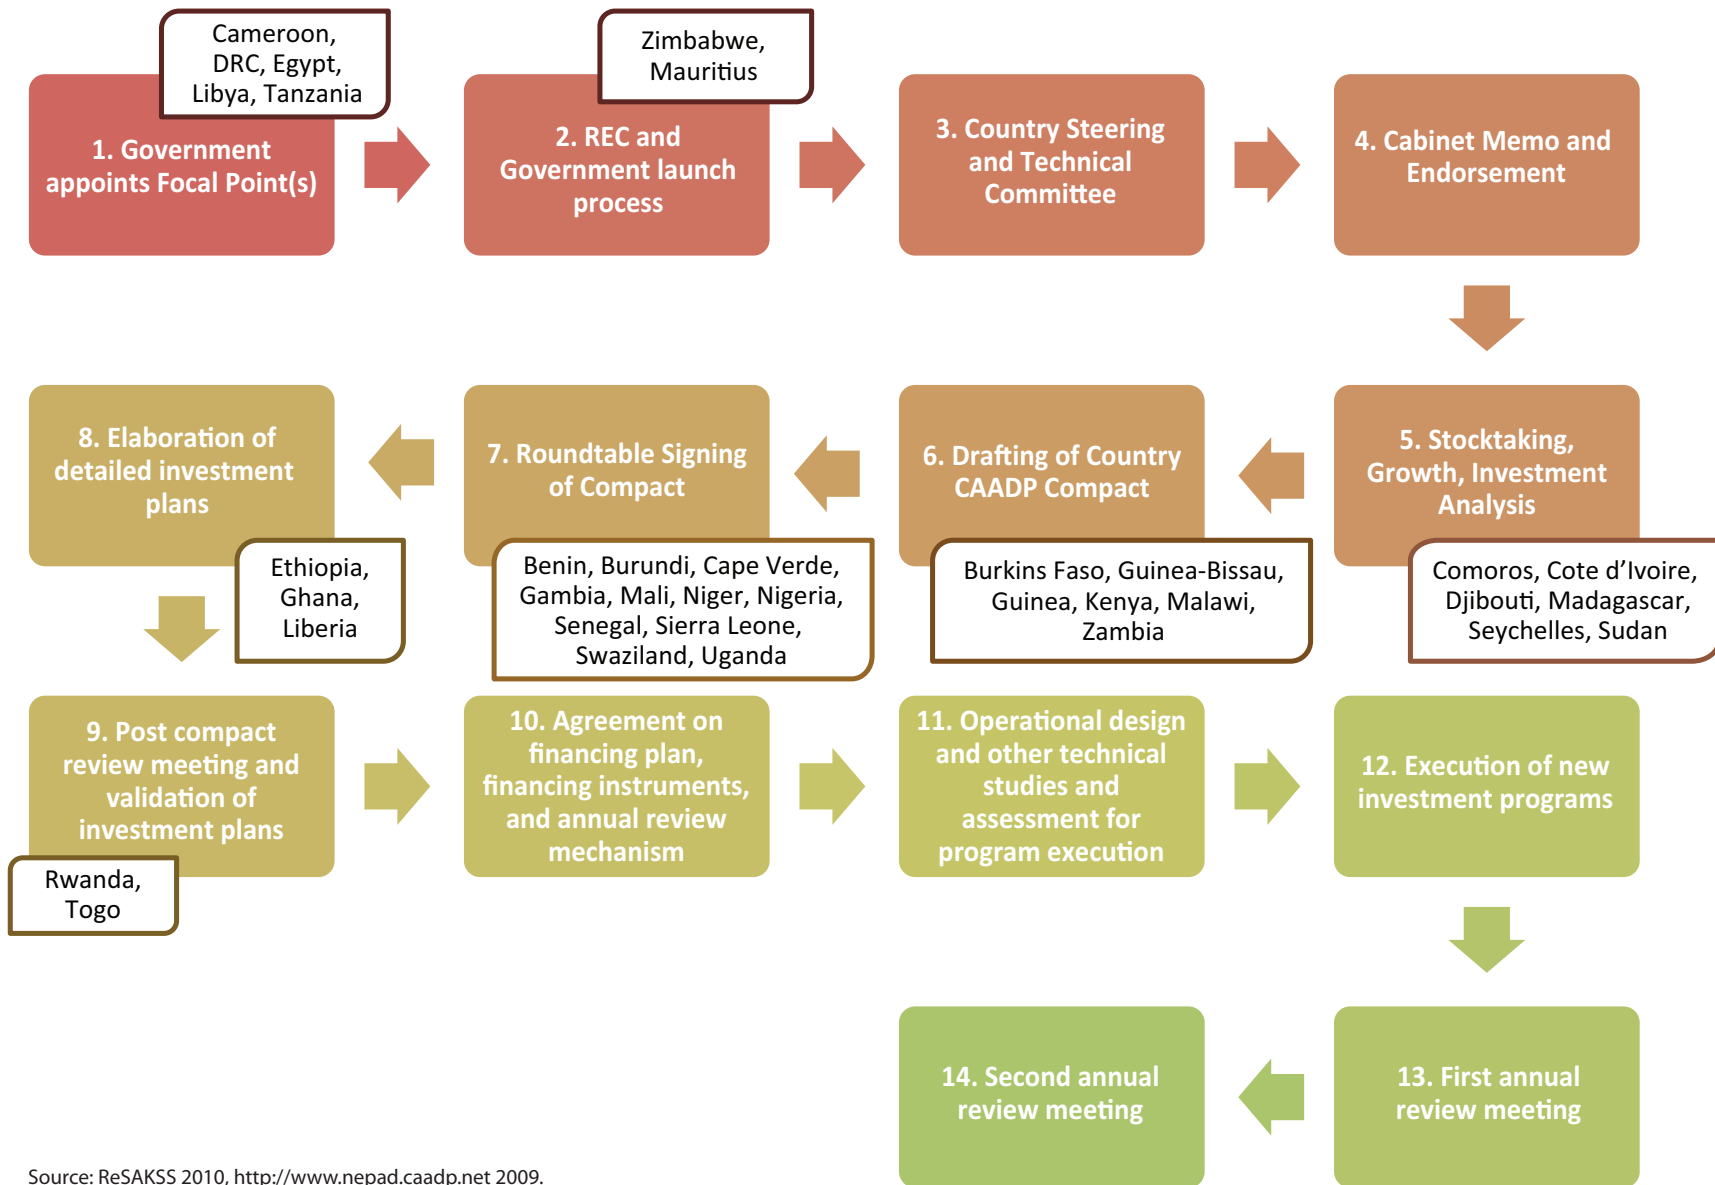 Cameroon,
DRC, Egypt,
Libya, Tanzania
1. Government
appoints Focal Point(s)
Zimbabwe,
Mauritius
2. REC and
Government launch
process
3. Country Steering
and Technical
Committee
4. Cabinet Memo and
Endorsement
5. Stocktaking,
Growth, Investment
Analysis
Comoros, Cote d’Ivoire,
Djibouti, Madagascar,
Seychelles, Sudan
6. Drafting of Country
CAADP Compact
Burkins Faso, Guinea-Bissau,
Guinea, Kenya, Malawi,
Zambia
7. Roundtable Signing
of Compact
Benin, Burundi, Cape Verde,
Gambia, Mali, Niger, Nigeria,
Senegal, Sierra Leone,
Swaziland, Uganda
8. Elaboration of
detailed investment
plans
Ethiopia,
Ghana,
Liberia
9. Post compact
review meeting and
validation of
investment plans
Rwanda,
Togo
10. Agreement on
financing plan,
financing instruments,
and annual review
mechanism
11. Operational design
and other technical
studies and
assessment for
program execution
12. Execution of new
investment programs
13. First annual
review meeting
14. Second annual
review meeting
Source: ReSAKSS 2010, http://www.nepad.caadp.net 2009.